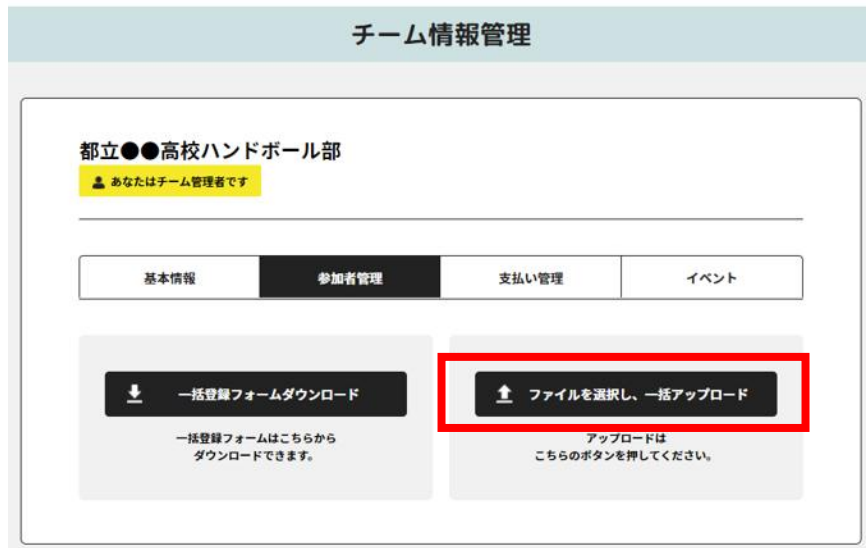 チーム情報管理
都立●●高校ハンドボール部
あなたはチーム管理者です
基本情報
参加者管理
支払い管理
イベント
一括登録フォームダウンロード
一括登録フォームはこちらから
ダウンロードできます。
ファイルを選択し、一括アップロード
アップロードは
こちらのボタンを押してください。